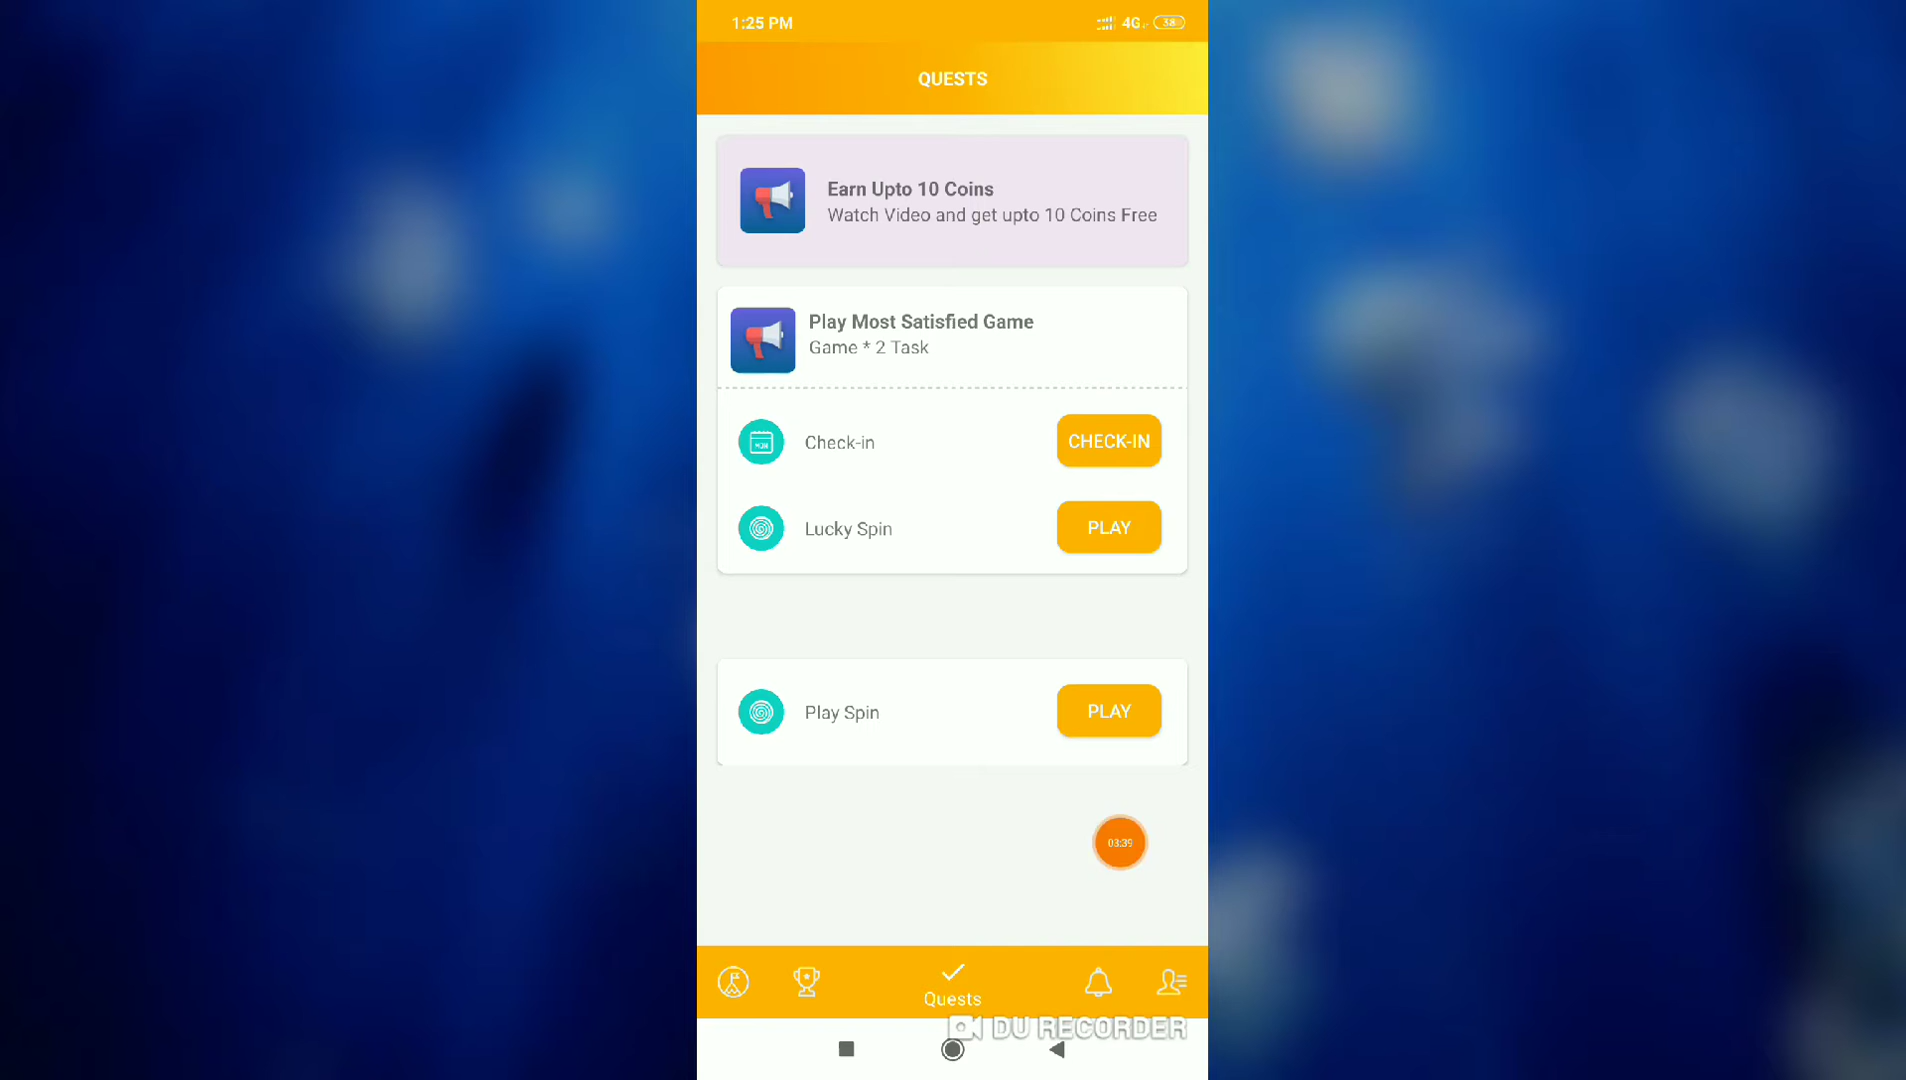 1:25 PM
4G
38
QUESTS
Earn Upto 10 Coins
Watch Video and get upto 10 Coins Free
Play Most Satisfied Game
Game * 2 Task
Check-in
CHECK-IN
Lucky Spin
PLAY
Play Spin
PLAY
03:39
Quests
DU RECORDER